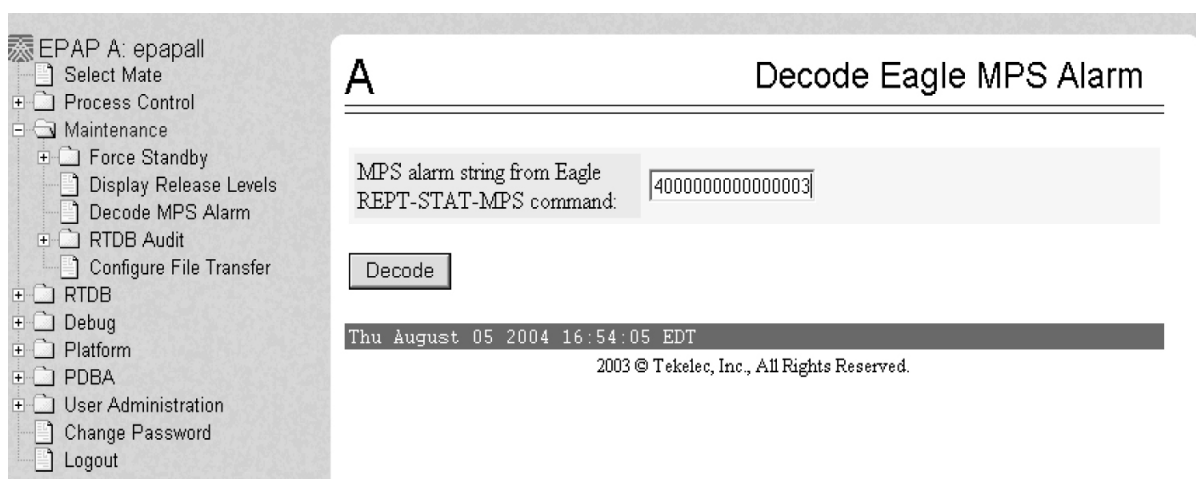 EPAP A: epapall
Select Mate
Process Control
Maintenance
Force Standby
Display Release Levels
Decode MPS Alarm
RTDB Audit
Configure File Transfer
RTDB
Debug
Platform
PDBA
User Administration
Change Password
Logout
A
Decode Eagle MPS Alarm
MPS alarm string from Eagle
REPT-STAT-MPS command:
4000000000000003
Decode
Thu August 05 2004 16:54:05 EDT
2003 © Tekelec, Inc., All Rights Reserved.